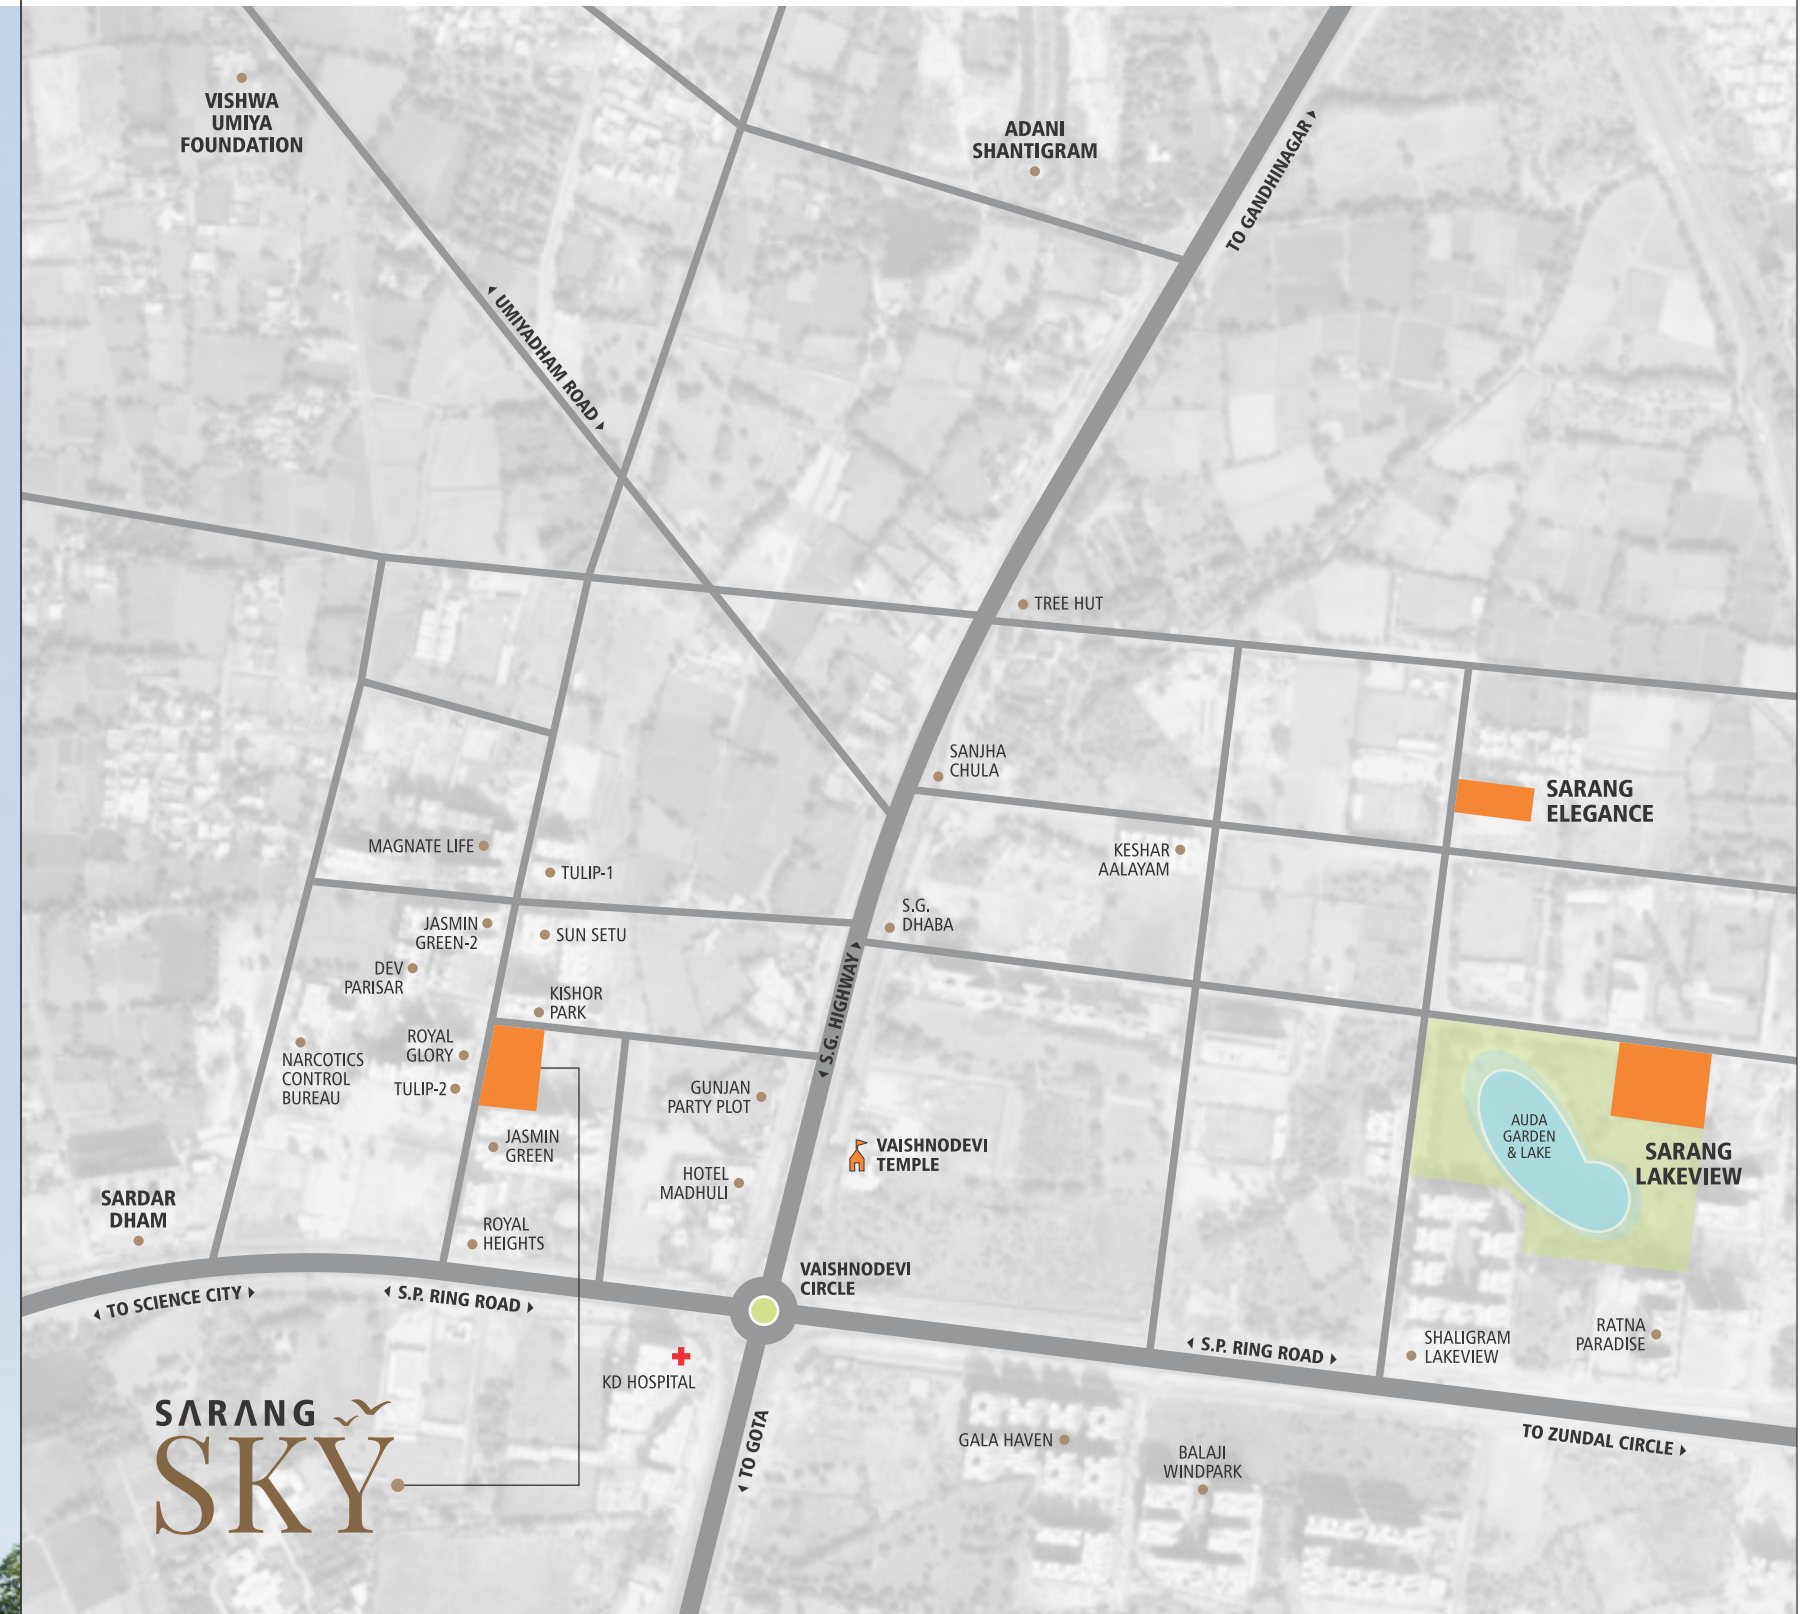 VISHWA
UMIYA
FOUNDATION
ADANI
SHANTIGRAM
TO GANDHINAGAR
UMIYADHAM ROAD
TREE HUT
SANJHA
CHULA
SARANG
ELEGANCE
MAGNATE LIFE
TULIP-1
KESHAR
AALAYAM
JASMIN
GREEN-2
SUN SETU
S.G.
DHABA
DEV
PARISAR
KISHOR
PARK
S.G. HIGHWAY
NARCOTICS
CONTROL
BUREAU
ROYAL
GLORY
TULIP-2
GUNJAN
PARTY PLOT
AUDA
GARDEN
& LAKE
SARANG
LAKEVIEW
JASMIN
GREEN
VAISHNODEVI
TEMPLE
HOTEL
MADHULI
SARDAR
DHAM
ROYAL
HEIGHTS
VAISHNODEVI
CIRCLE
TO SCIENCE CITY
S.P. RING ROAD
S.P. RING ROAD
SHALIGRAM
LAKEVIEW
RATNA
PARADISE
KD HOSPITAL
TO GOTA
GALA HAVEN
BALAJI
WINDPARK
TO ZUNDAL CIRCLE
SARANG
SKY